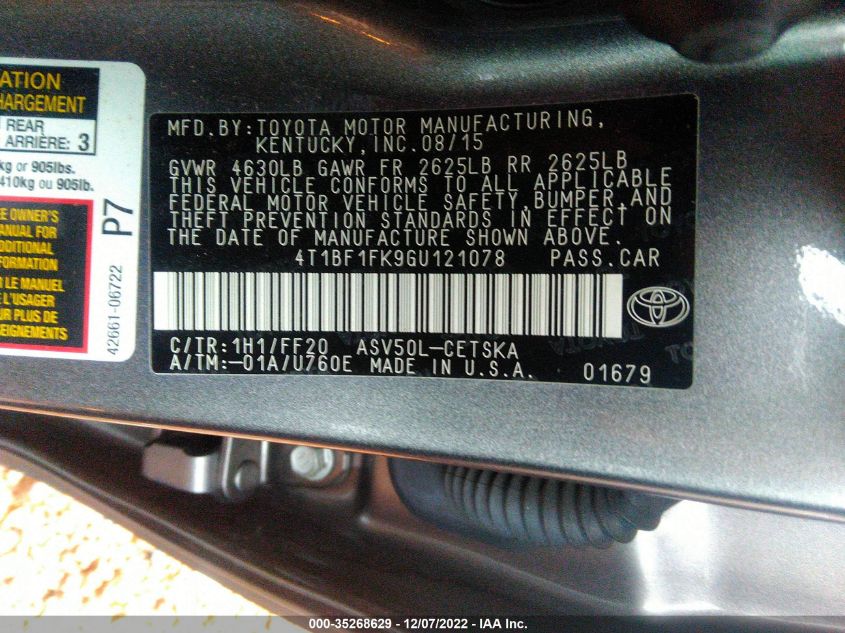 ATION
HARGEMENT
REAR
ARRIÈRE: 3
kg or 905lbs.
410kg ou 905lb.
E OWNER'S
ANUAL FOR
DDITIONAL
FORMATION
R LE MANUEL
E L'USAGER
UR PLUS DE
EIGNEMENTS
P7
42661-06722
MFD.BY:TOYOTA MOTOR MANUFACTURING,
KENTUCKY,INC.08/15
GVWR 4630LB GAWR FR 2625LB RR 2625LB
THIS VEHICLE CONFORMS TO ALL APPLICABLE
FEDERAL MOTOR VEHICLE SAFETY,BUMPER,AND
THEFT PREVENTION STANDARDS IN EFFECT ON
THE DATE OF MANUFACTURE SHOWN ABOVE.
4T1BF1FK9GU121078 PASS.CAR
C/TR:1H1/FF20 ASV50L-CETSKA
A/TM:-01A/U760E MADE IN U.S.A. 01679
000-35268629 - 12/07/2022 - IAA Inc.